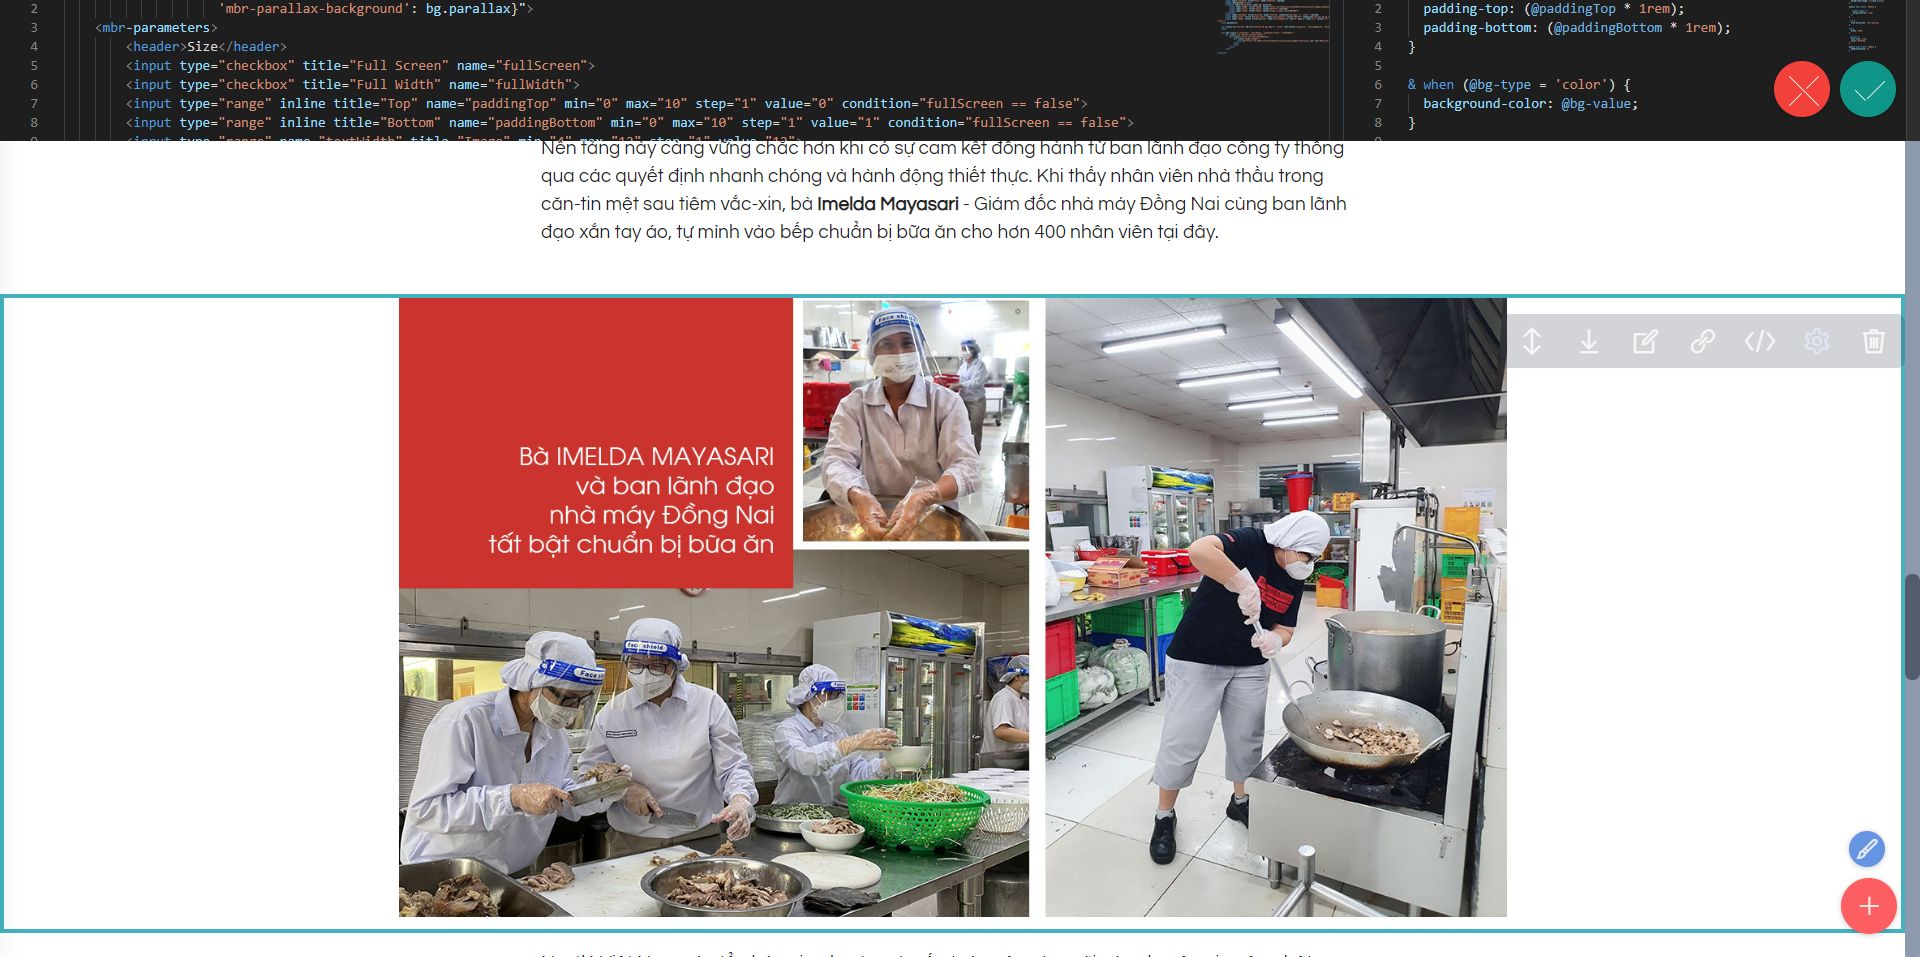 2 'mbr-parallax-background': bg.parallax}">
3 <mbr-parameters>
4 <header>Size</header>
5 <input type="checkbox" title="Full Screen" name="fullScreen">
6 <input type="checkbox" title="Full Width" name="fullWidth">
7 <input type="range" inline title="Top" name="paddingTop" min="0" max="10" step="1" value="0" condition="fullScreen == false">
8 <input type="range" inline title="Bottom" name="paddingBottom" min="0" max="10" step="1" value="1" condition="fullScreen == false">
2 padding-top: (@paddingTop * 1rem);
3 padding-bottom: (@paddingBottom * 1rem);
4 }
5
6 & when (@bg-type = 'color') {
7 background-color: @bg-value;
8 }
Nền tảng này càng vững chắc hơn khi có sự cam kết đồng hành từ ban lãnh đạo công ty thông
qua các quyết định nhanh chóng và hành động thiết thực. Khi thấy nhân viên nhà thầu trong
căn-tin mệt sau tiêm vắc-xin, bà Imelda Mayasari - Giám đốc nhà máy Đồng Nai cùng ban lãnh
đạo xắn tay áo, tự mình vào bếp chuẩn bị bữa ăn cho hơn 400 nhân viên tại đây.
Bà IMELDA MAYASARI
và ban lãnh đạo
nhà máy Đồng Nai
tất bật chuẩn bị bữa ăn
Face shield
Face shield
Face shield